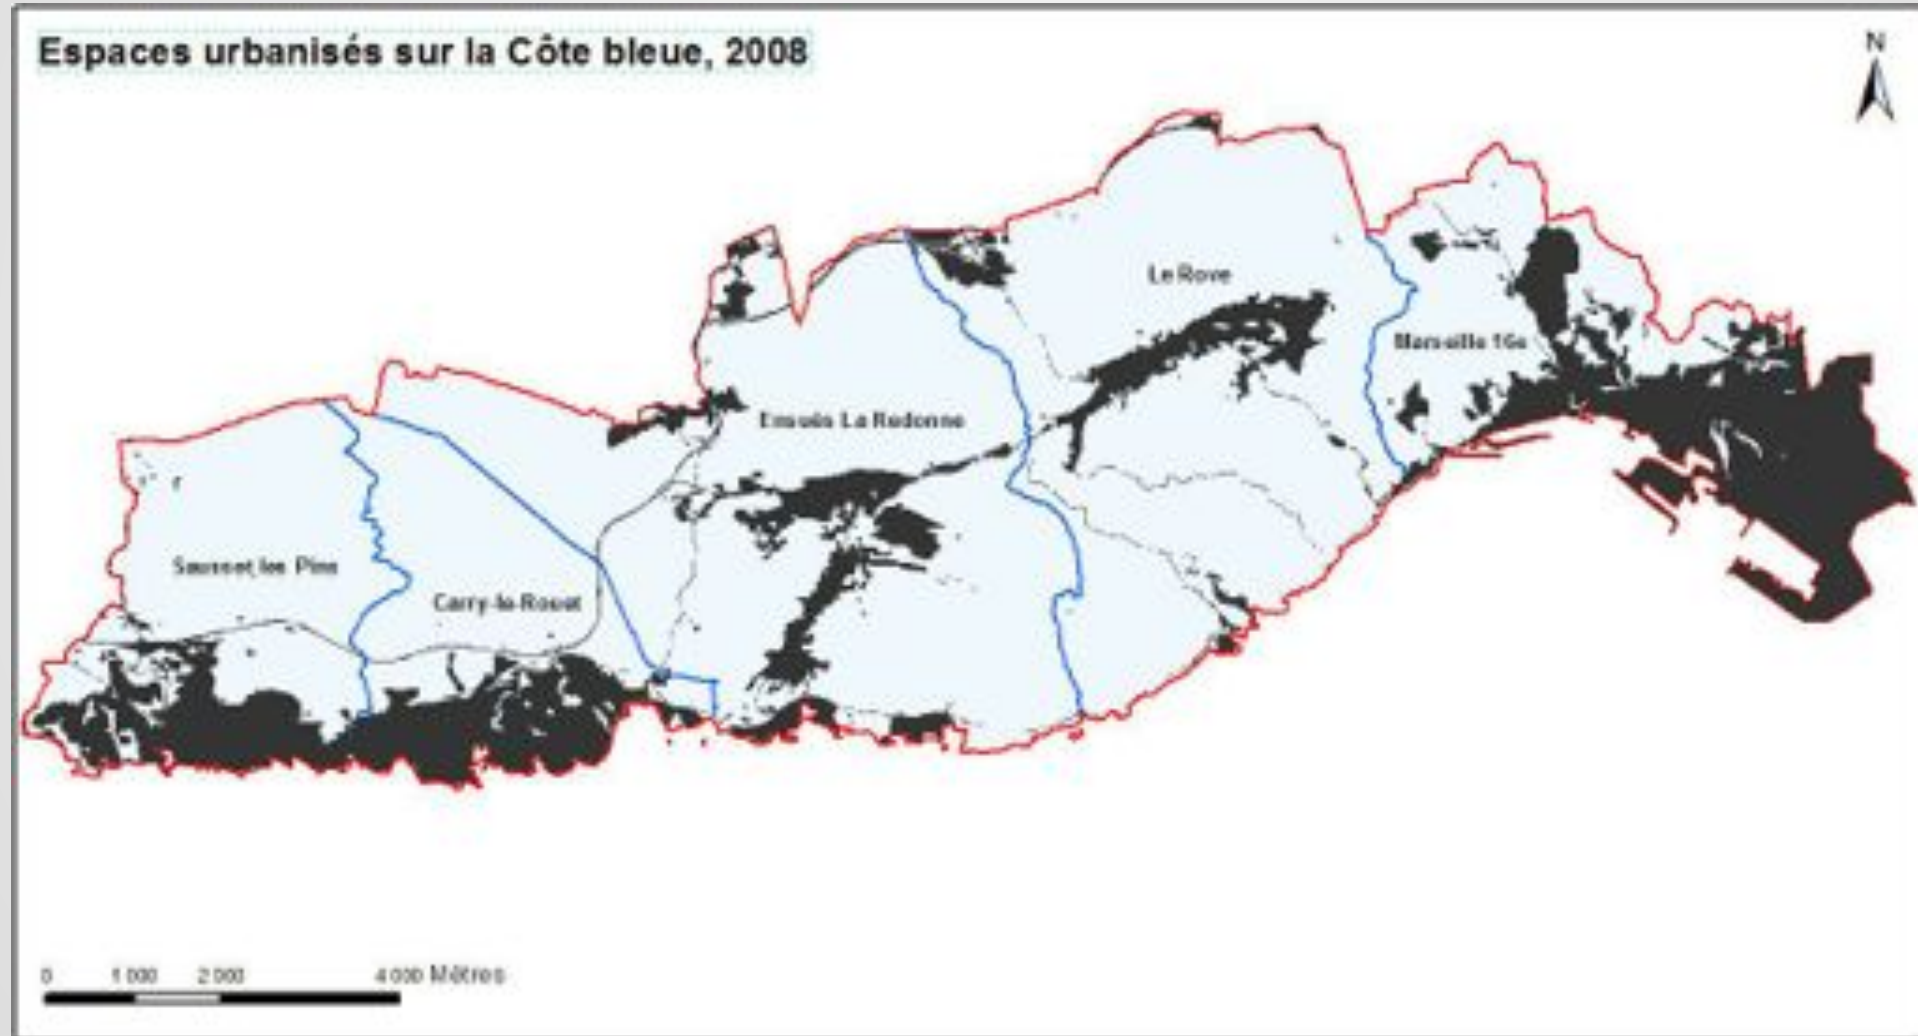 Espaces urbanisés sur la Côte bleue, 2008
N
Le Rove
Marseille 16e
Ensuès La Redonne
Sausset les Pins
Carry-le-Rouet
0 1 000 2 000 4 000 Mètres